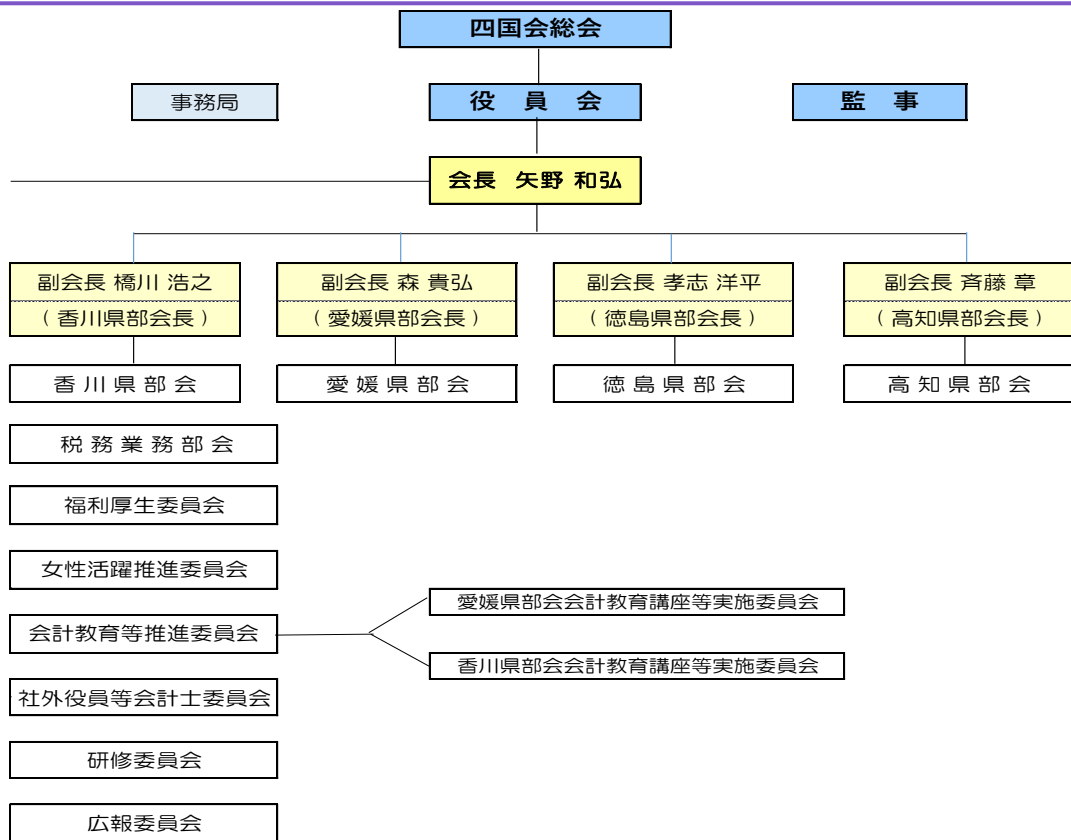 四国会総会
事務局
役 員 会
監 事
会長 矢野 和弘
副会長 橋川 浩之
(香川県部会長)
副会長 森 貴弘
(愛媛県部会長)
副会長 孝志 洋平
(徳島県部会長)
副会長 斉藤 章
(高知県部会長)
香 川 県 部 会
愛 媛 県 部 会
徳 島 県 部 会
高 知 県 部 会
税 務 業 務 部 会
福利厚生委員会
女性活躍推進委員会
会計教育等推進委員会
愛媛県部会会計教育講座等実施委員会
香川県部会会計教育講座等実施委員会
社外役員等会計士委員会
研修委員会
広報委員会